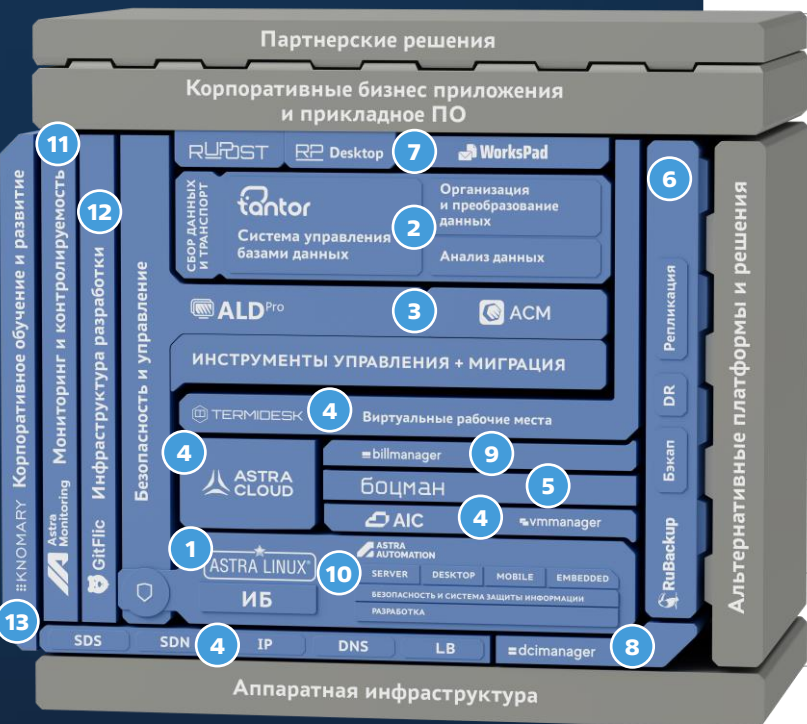 Партнерские решения
Корпоративные бизнес приложения
и прикладное ПО
11
RUPOST
RP Desktop
7
WorksPad
6
12
СБОР ДАННЫХ
И ТРАНСПОРТ
tantor
Система управления
базами данных
2
Организация
и преобразование
данных
Анализ данных
ALD Pro
3
ACM
ИНСТРУМЕНТЫ УПРАВЛЕНИЯ + МИГРАЦИЯ
TERMIDESK
4
Виртуальные рабочие места
4
ASTRA
CLOUD
billmanager
9
боцман
5
AIC
4
vmmanager
1
ASTRA LINUX®
ИБ
10
ASTRA
AUTOMATION
SERVER
DESKTOP
MOBILE
EMBEDDED
БЕЗОПАСНОСТЬ И СИСТЕМА ЗАЩИТЫ ИНФОРМАЦИИ
РАЗРАБОТКА
KNOMARY Корпоративное обучение и развитие
Astra
Monitoring
Мониторинг и контролируемость
GitFlic Инфраструктура разработки
Безопасность и управление
Репликация
DR
Бэкап
RuBackup
Альтернативные платформы и решения
13
SDS
SDN
4
IP
DNS
LB
dcimanager
8
Аппаратная инфраструктура